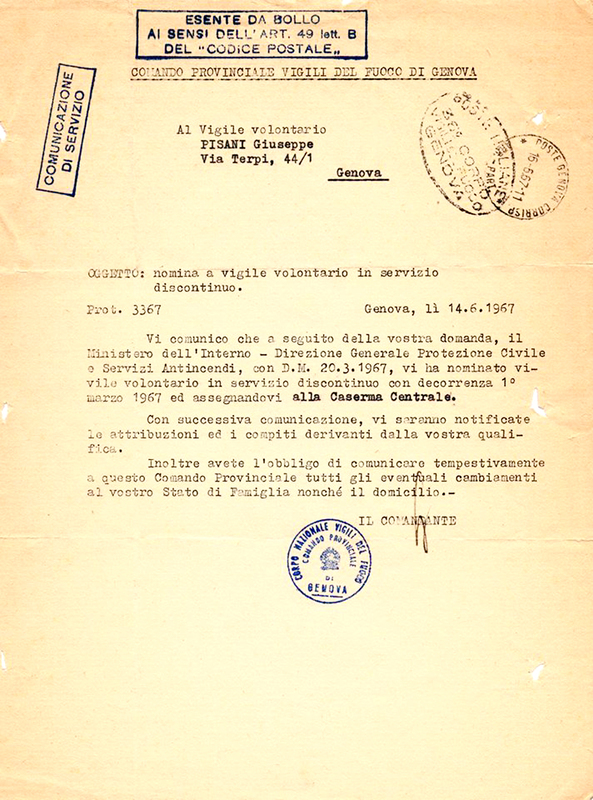 ESENTE DA BOLLO
AI SENSI DELL'ART. 49 lett. B
DEL "CODICE POSTALE„
COMANDO PROVINCIALE VIGILI DEL FUOCO DI GENOVA
COMUNICAZIONE
DI SERVIZIO
Al Vigile volontario
PISANI Giuseppe
Via Terpi, 44/1
Genova
POSTE GENOVA CORRISP
GENOVA
OGGETTO: nomina a vigile volontario in servizio
discontinuo.
Prot. 3367
Genova, lì 14.6.1967
Vi comunico che a seguito della vostra domanda, il
Ministero dell'Interno - Direzione Generale Protezione Civile
e Servizi Antincendi, con D.M. 20.3.1967, vi ha nominato vi-
vile volontario in servizio discontinuo con decorrenza 1°
marzo 1967 ed assegnandovi alla Caserma Centrale.
Con successiva comunicazione, vi saranno notificate
le attribuzioni ed i compiti derivanti dalla vostra quali-
fica.
Inoltre avete l'obbligo di comunicare tempestivamente
a questo Comando Provinciale tutti gli eventuali cambiamenti
al vostro Stato di Famiglia nonché il domicilio.-
IL COMANDANTE
CORPO NAZIONALE VIGILI DEL FUOCO
COMANDO PROVINCIALE
DI
GENOVA